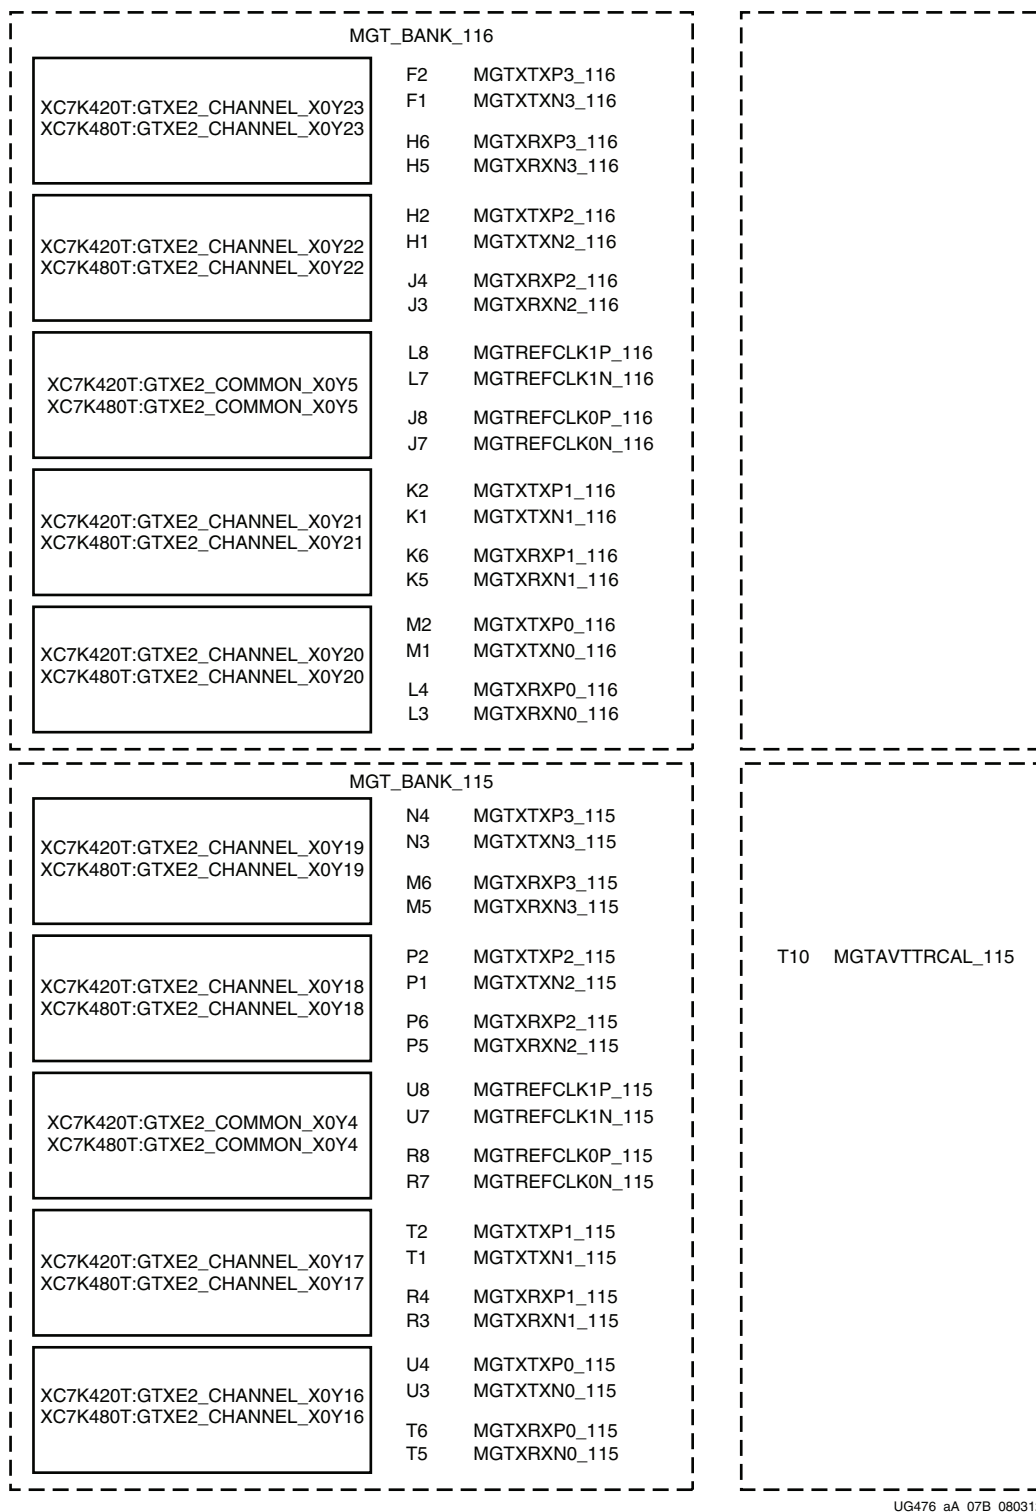 MGT_BANK_116
XC7K420T:GTXE2_CHANNEL_X0Y23
XC7K480T:GTXE2_CHANNEL_X0Y23
F2 MGTXTXP3_116
F1 MGTXTXN3_116
H6 MGTXRXP3_116
H5 MGTXRXN3_116
XC7K420T:GTXE2_CHANNEL_X0Y22
XC7K480T:GTXE2_CHANNEL_X0Y22
H2 MGTXTXP2_116
H1 MGTXTXN2_116
J4 MGTXRXP2_116
J3 MGTXRXN2_116
XC7K420T:GTXE2_COMMON_X0Y5
XC7K480T:GTXE2_COMMON_X0Y5
L8 MGTREFCLK1P_116
L7 MGTREFCLK1N_116
J8 MGTREFCLK0P_116
J7 MGTREFCLK0N_116
XC7K420T:GTXE2_CHANNEL_X0Y21
XC7K480T:GTXE2_CHANNEL_X0Y21
K2 MGTXTXP1_116
K1 MGTXTXN1_116
K6 MGTXRXP1_116
K5 MGTXRXN1_116
XC7K420T:GTXE2_CHANNEL_X0Y20
XC7K480T:GTXE2_CHANNEL_X0Y20
M2 MGTXTXP0_116
M1 MGTXTXN0_116
L4 MGTXRXP0_116
L3 MGTXRXN0_116
MGT_BANK_115
XC7K420T:GTXE2_CHANNEL_X0Y19
XC7K480T:GTXE2_CHANNEL_X0Y19
N4 MGTXTXP3_115
N3 MGTXTXN3_115
M6 MGTXRXP3_115
M5 MGTXRXN3_115
XC7K420T:GTXE2_CHANNEL_X0Y18
XC7K480T:GTXE2_CHANNEL_X0Y18
P2 MGTXTXP2_115
P1 MGTXTXN2_115
P6 MGTXRXP2_115
P5 MGTXRXN2_115
XC7K420T:GTXE2_COMMON_X0Y4
XC7K480T:GTXE2_COMMON_X0Y4
U8 MGTREFCLK1P_115
U7 MGTREFCLK1N_115
R8 MGTREFCLK0P_115
R7 MGTREFCLK0N_115
XC7K420T:GTXE2_CHANNEL_X0Y17
XC7K480T:GTXE2_CHANNEL_X0Y17
T2 MGTXTXP1_115
T1 MGTXTXN1_115
R4 MGTXRXP1_115
R3 MGTXRXN1_115
XC7K420T:GTXE2_CHANNEL_X0Y16
XC7K480T:GTXE2_CHANNEL_X0Y16
U4 MGTXTXP0_115
U3 MGTXTXN0_115
T6 MGTXRXP0_115
T5 MGTXRXN0_115
T10 MGTAVTTRCAL_115
UG476_aA_07B_08031